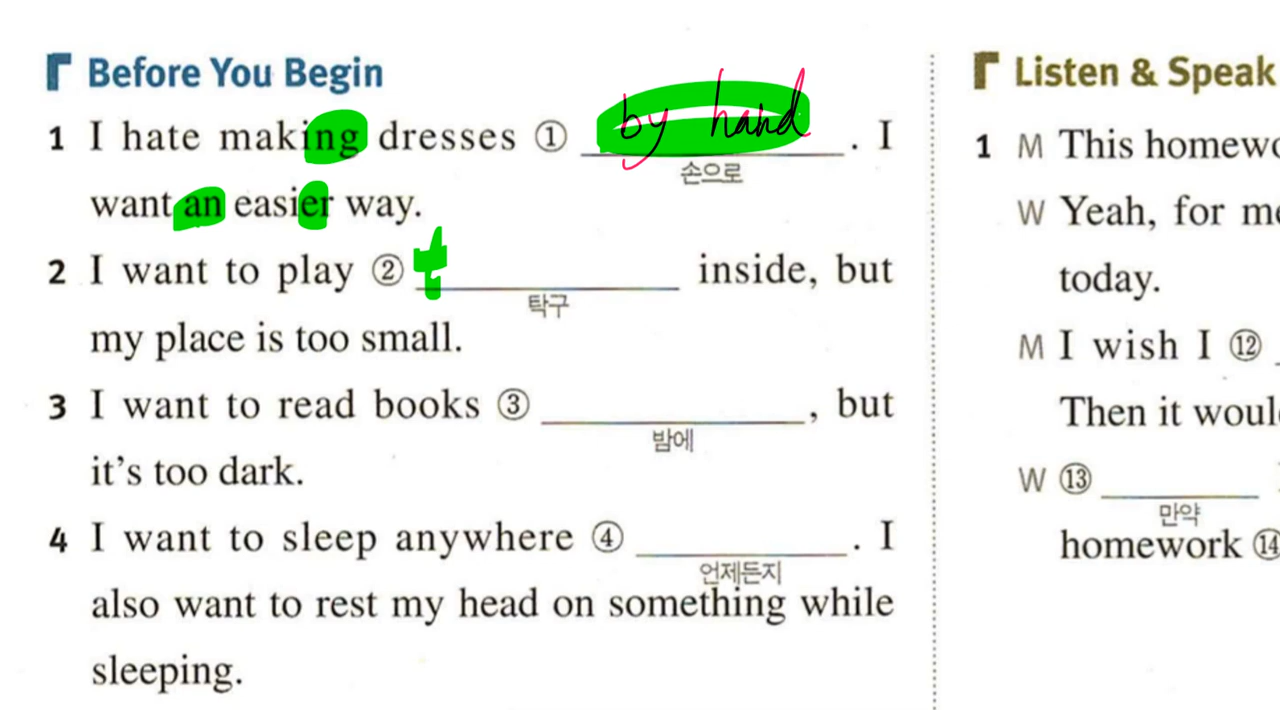 Before You Begin
1 I hate making dresses ① by hand . I
손으로
want an easier way.
2 I want to play ② t inside, but
탁구
my place is too small.
3 I want to read books ③ , but
밤에
it's too dark.
4 I want to sleep anywhere ④ . I
언제든지
also want to rest my head on something while
sleeping.
Listen & Speak
1 M This homewo
W Yeah, for me
today.
M I wish I ⑫
Then it woul
W ⑬
만약
homework ⑭